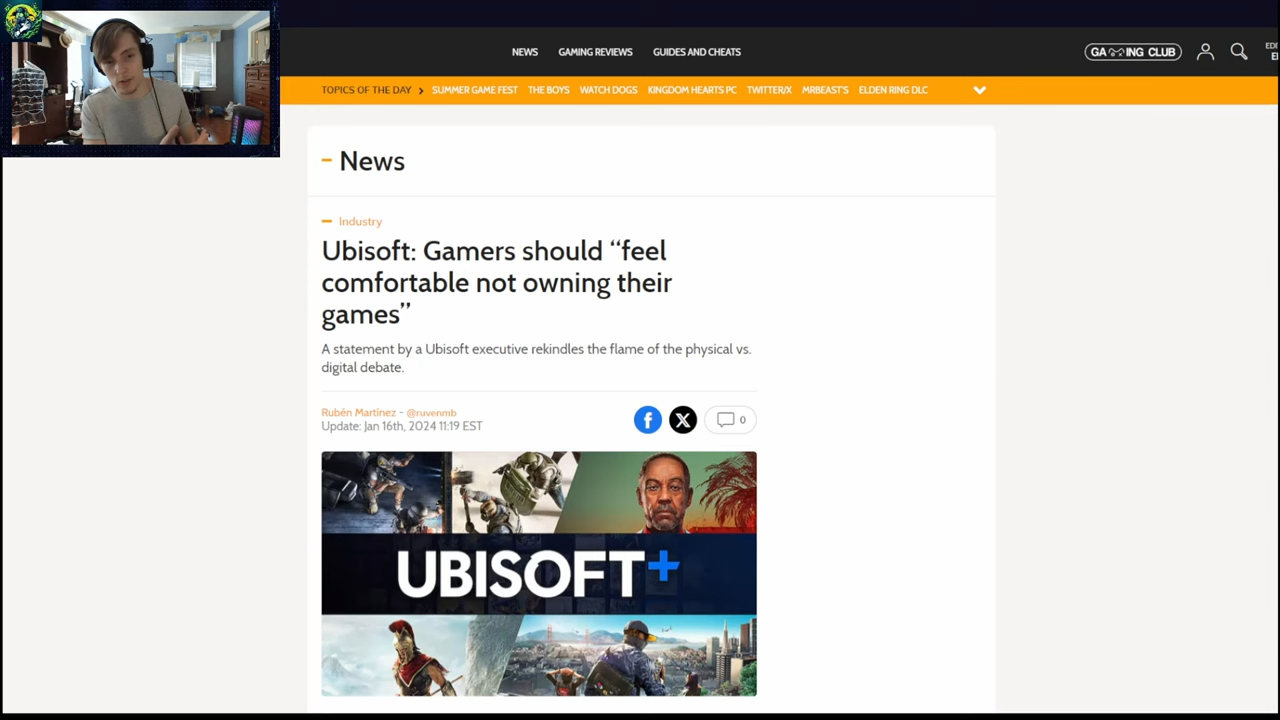 NEWS GAMING REVIEWS GUIDES AND CHEATS
GAMING CLUB
TOPICS OF THE DAY SUMMER GAME FEST THE BOYS WATCH DOGS KINGDOM HEARTS PC TWITTER/X MRBEAST'S ELDEN RING DLC
News
Industry
Ubisoft: Gamers should “feel
comfortable not owning their
games”
A statement by a Ubisoft executive rekindles the flame of the physical vs.
digital debate.
Rubén Martínez - @ruvenmb
Update: Jan 16th, 2024 11:19 EST
0
UBISOFT+